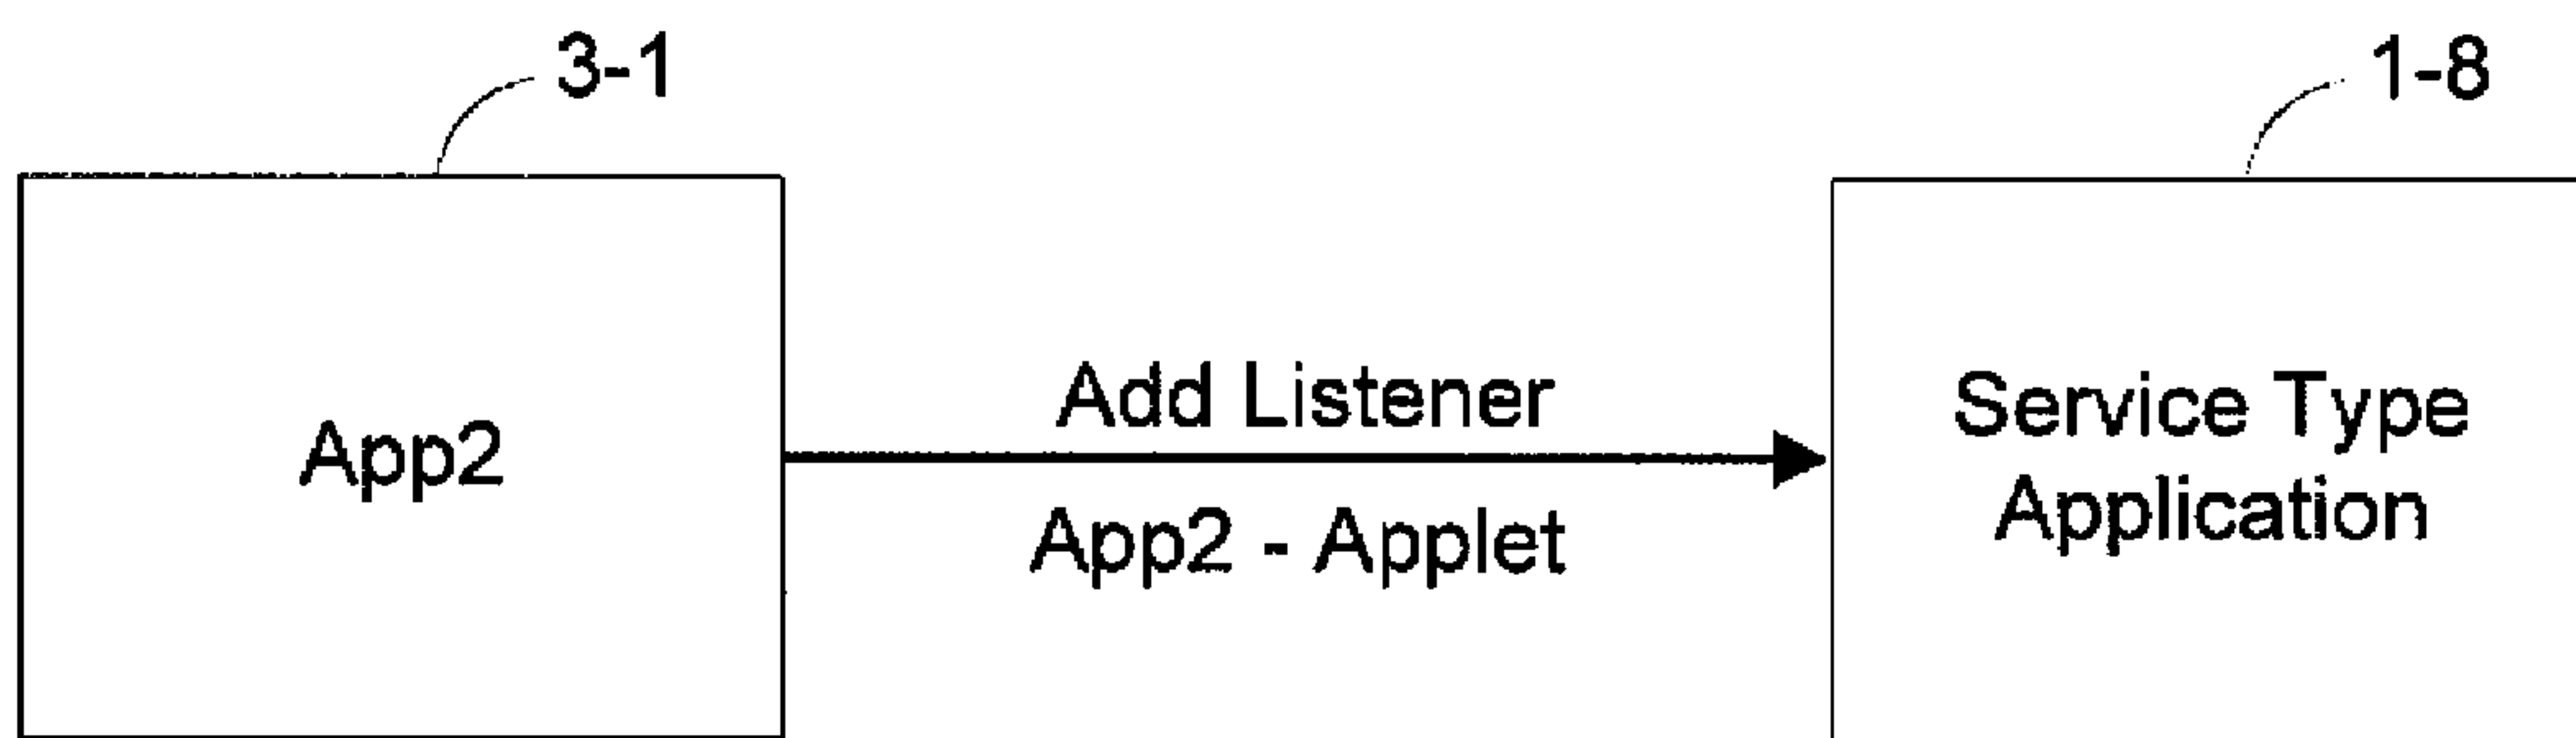 3-1
1-8
App2
Add Listener
App2 - Applet
Service Type
Application